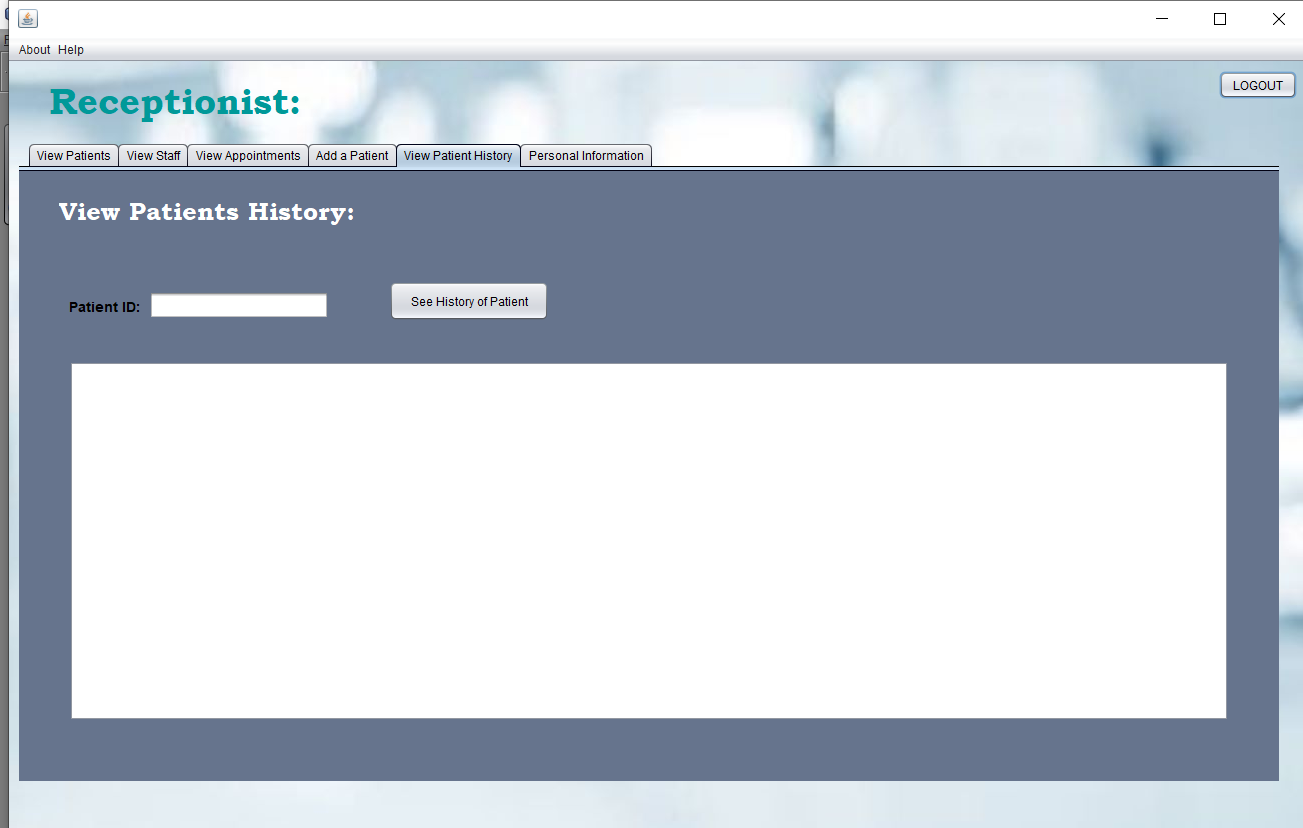 About Help
LOGOUT
Receptionist:
View Patients View Staff View Appointments Add a Patient View Patient History Personal Information
View Patients History:
Patient ID: See History of Patient